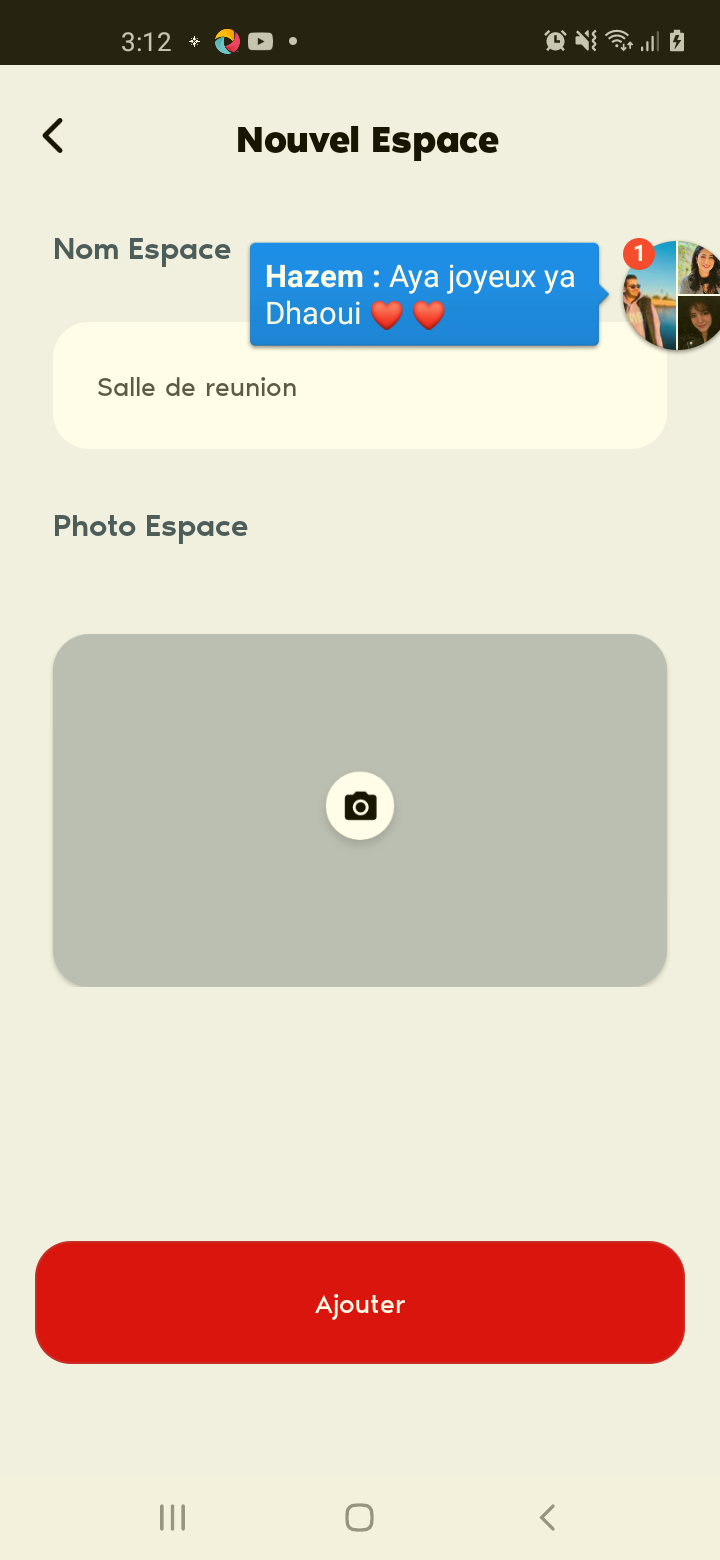 3:12
Nouvel Espace
Nom Espace
Hazem : Aya joyeux ya
Dhaoui ❤️ ❤️
1
Salle de reunion
Photo Espace
Ajouter